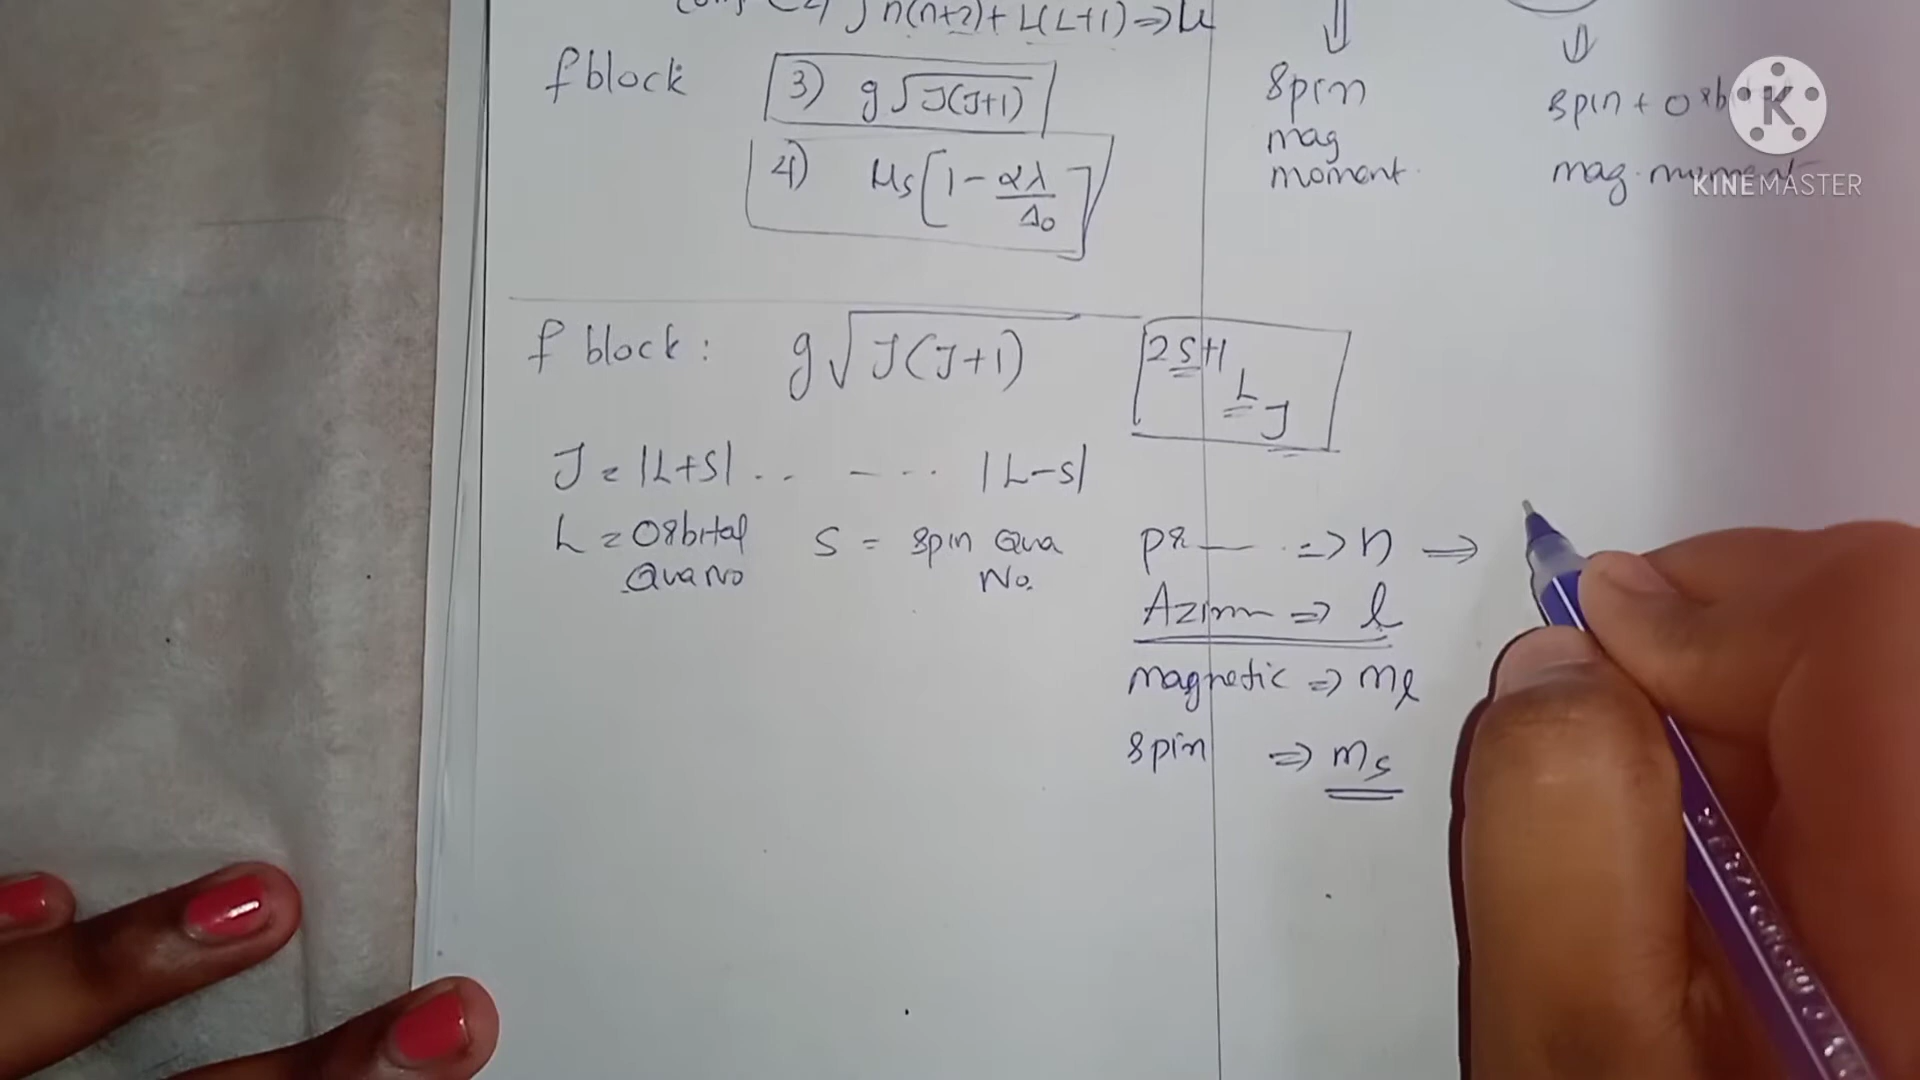 √n(n+2)+L(L+1) ⇒ μ
f block
3) g√J(J+1)
4) μs[1-αλ/Δo]
spin
mag
moment
spin + orbital
mag. moment
K
KINEMASTER
f block : g√J(J+1)
2S+1 L J
J = |L+S| .. - - .. |L-S|
L = Orbital
Qua No
S = spin Qua
No.
pr — .. ⇒ n ⇒
Azim ⇒ l
magnetic ⇒ ml
spin ⇒ ms